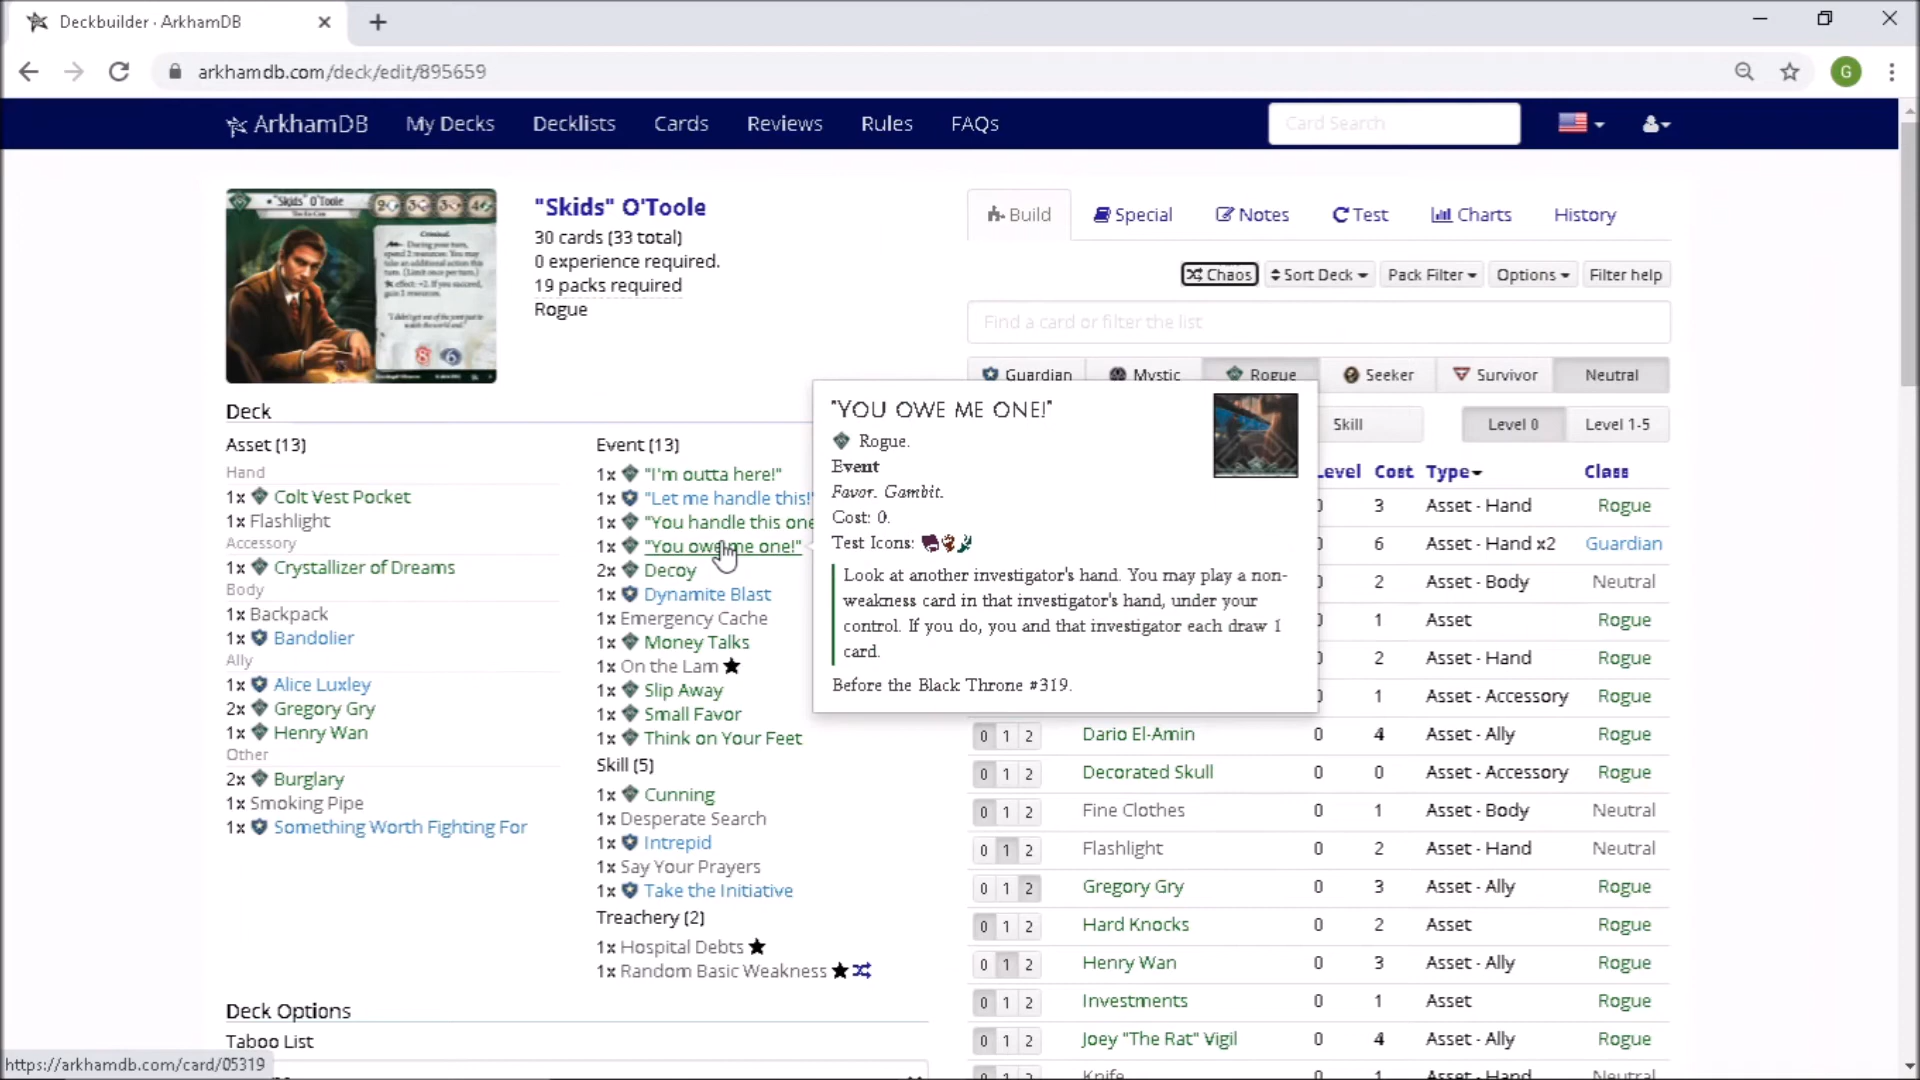 Deckbuilder · ArkhamDB
arkhamdb.com/deck/edit/895659
G
ArkhamDB My Decks Decklists Cards Reviews Rules FAQs Card Search
"Skids" O'Toole
"Skids" O'Toole
30 cards (33 total)
0 experience required.
19 packs required
Rogue
Build Special Notes Test Charts History
Chaos Sort Deck Pack Filter Options Filter help
Find a card or filter the list
Guardian Mystic Rogue Seeker Survivor Neutral
Skill Level 0 Level 1-5
Deck
Asset (13)
Hand
1x Colt Vest Pocket
1x Flashlight
Accessory
1x Crystallizer of Dreams
Body
1x Backpack
1x Bandolier
Ally
1x Alice Luxley
2x Gregory Gry
1x Henry Wan
Other
2x Burglary
1x Smoking Pipe
1x Something Worth Fighting For
Event (13)
1x "I'm outta here!"
1x "Let me handle this!"
1x "You handle this one
1x "You owe me one!"
2x Decoy
1x Dynamite Blast
1x Emergency Cache
1x Money Talks
1x On the Lam
1x Slip Away
1x Small Favor
1x Think on Your Feet
Skill (5)
1x Cunning
1x Desperate Search
1x Intrepid
1x Say Your Prayers
1x Take the Initiative
Treachery (2)
1x Hospital Debts
1x Random Basic Weakness
Deck Options
Taboo List
"YOU OWE ME ONE!"
Rogue.
Event
Favor. Gambit.
Cost: 0.
Test Icons:
Look at another investigator's hand. You may play a non-
weakness card in that investigator's hand, under your
control. If you do, you and that investigator each draw 1
card.
Before the Black Throne #319.
Level Cost Type Class
3 Asset - Hand Rogue
6 Asset - Hand x2 Guardian
2 Asset - Body Neutral
1 Asset Rogue
2 Asset - Hand Rogue
1 Asset - Accessory Rogue
0 1 2 Dario El-Amin 0 4 Asset - Ally Rogue
0 1 2 Decorated Skull 0 0 Asset - Accessory Rogue
0 1 2 Fine Clothes 0 1 Asset - Body Neutral
0 1 2 Flashlight 0 2 Asset - Hand Neutral
0 1 2 Gregory Gry 0 3 Asset - Ally Rogue
0 1 2 Hard Knocks 0 2 Asset Rogue
0 1 2 Henry Wan 0 3 Asset - Ally Rogue
0 1 2 Investments 0 1 Asset Rogue
0 1 2 Joey "The Rat" Vigil 0 4 Asset - Ally Rogue
0 1 2 Knife 0 1 Asset - Hand Neutral
https://arkhamdb.com/card/05319